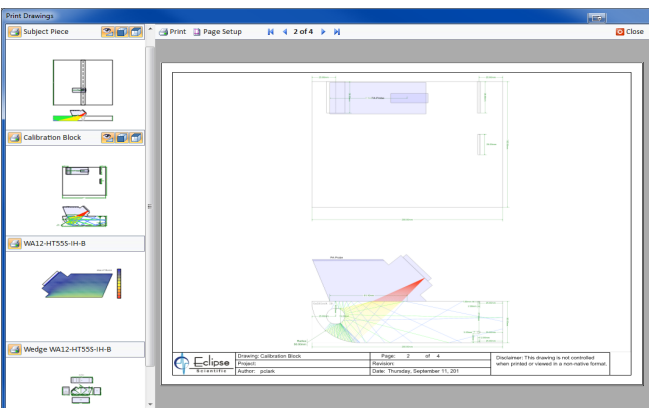 Print Drawings
Subject Piece
Print Page Setup 2 of 4 Close
Calibration Block
WA12-HT55S-IH-B
Wedge WA12-HT55S-IH-B
Eclipse
Scientific
Drawing: Calibration Block
Page: 2 of 4
Project:
Revision:
Author: pclark
Date: Thursday, September 11, 201
Disclaimer: This drawing is not controlled
when printed or viewed in a non-native format.